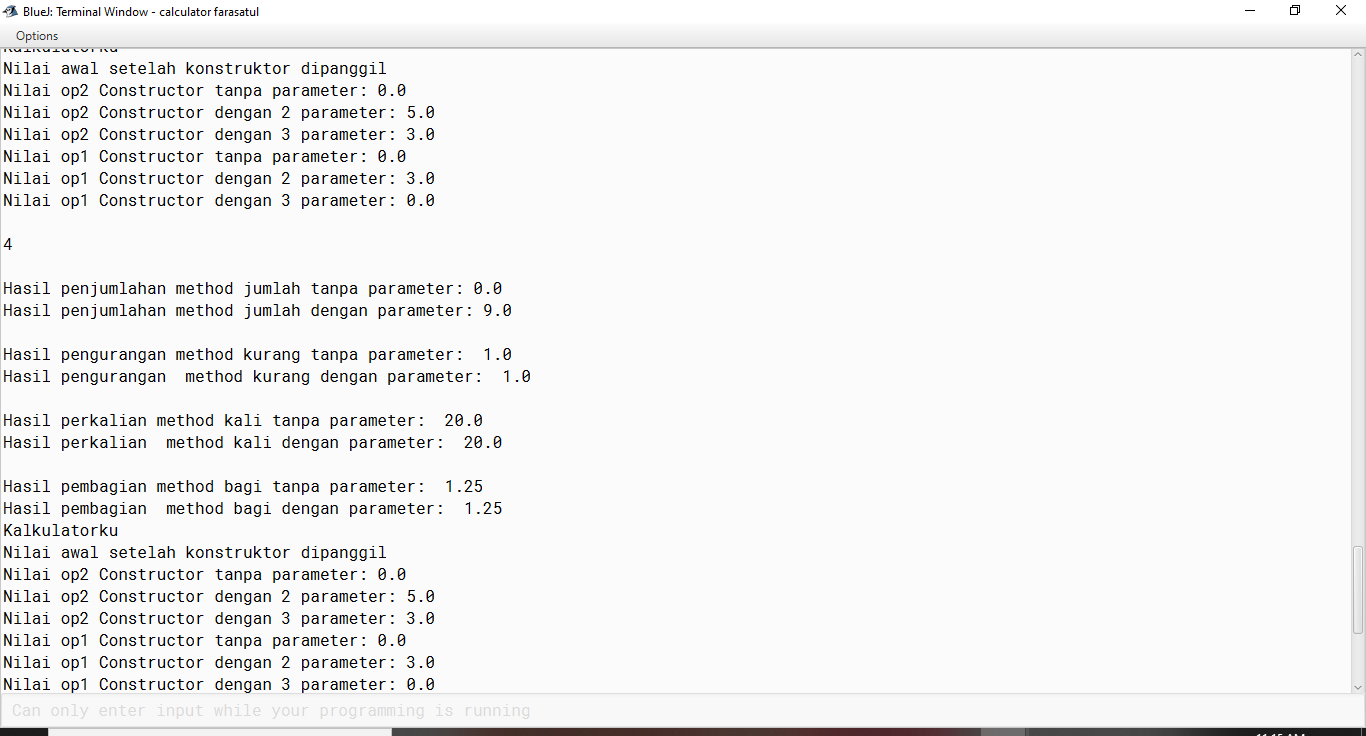 BlueJ: Terminal Window - calculator farasatul
Options
Kalkulatorku
Nilai awal setelah konstruktor dipanggil
Nilai op2 Constructor tanpa parameter: 0.0
Nilai op2 Constructor dengan 2 parameter: 5.0
Nilai op2 Constructor dengan 3 parameter: 3.0
Nilai op1 Constructor tanpa parameter: 0.0
Nilai op1 Constructor dengan 2 parameter: 3.0
Nilai op1 Constructor dengan 3 parameter: 0.0
4
Hasil penjumlahan method jumlah tanpa parameter: 0.0
Hasil penjumlahan method jumlah dengan parameter: 9.0
Hasil pengurangan method kurang tanpa parameter:  1.0
Hasil pengurangan  method kurang dengan parameter:  1.0
Hasil perkalian method kali tanpa parameter:  20.0
Hasil perkalian  method kali dengan parameter:  20.0
Hasil pembagian method bagi tanpa parameter:  1.25
Hasil pembagian  method bagi dengan parameter:  1.25
Kalkulatorku
Nilai awal setelah konstruktor dipanggil
Nilai op2 Constructor tanpa parameter: 0.0
Nilai op2 Constructor dengan 2 parameter: 5.0
Nilai op2 Constructor dengan 3 parameter: 3.0
Nilai op1 Constructor tanpa parameter: 0.0
Nilai op1 Constructor dengan 2 parameter: 3.0
Nilai op1 Constructor dengan 3 parameter: 0.0
Can only enter input while your programming is running